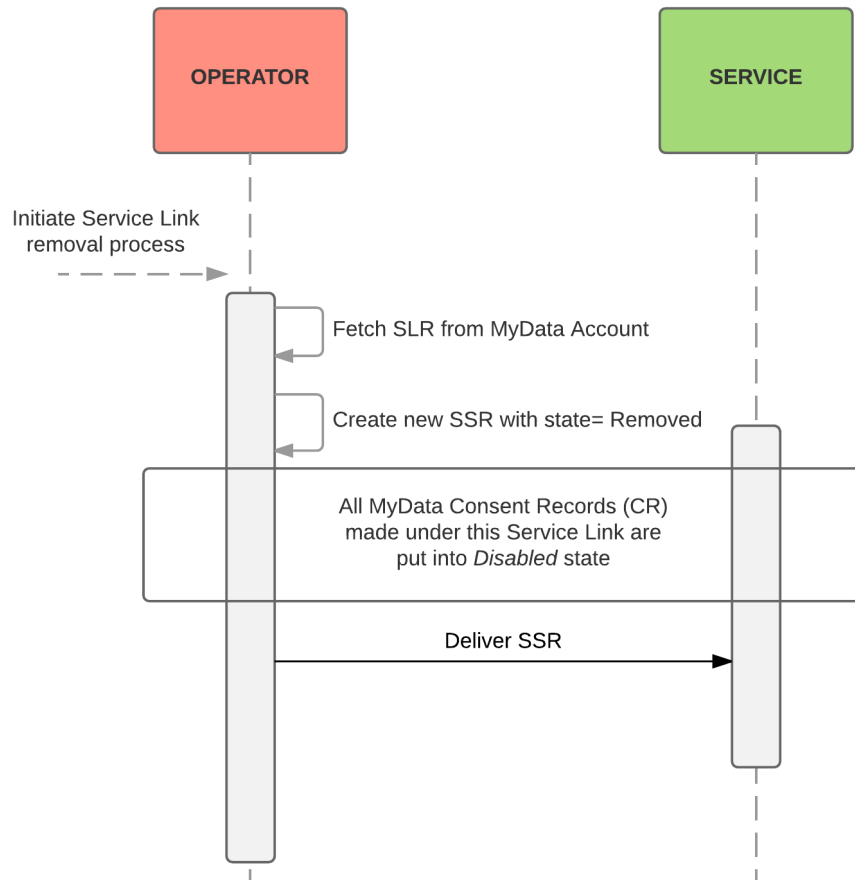 OPERATOR
SERVICE
Initiate Service Link
removal process
Fetch SLR from MyData Account
Create new SSR with state= Removed
All MyData Consent Records (CR)
made under this Service Link are
put into Disabled state
Deliver SSR